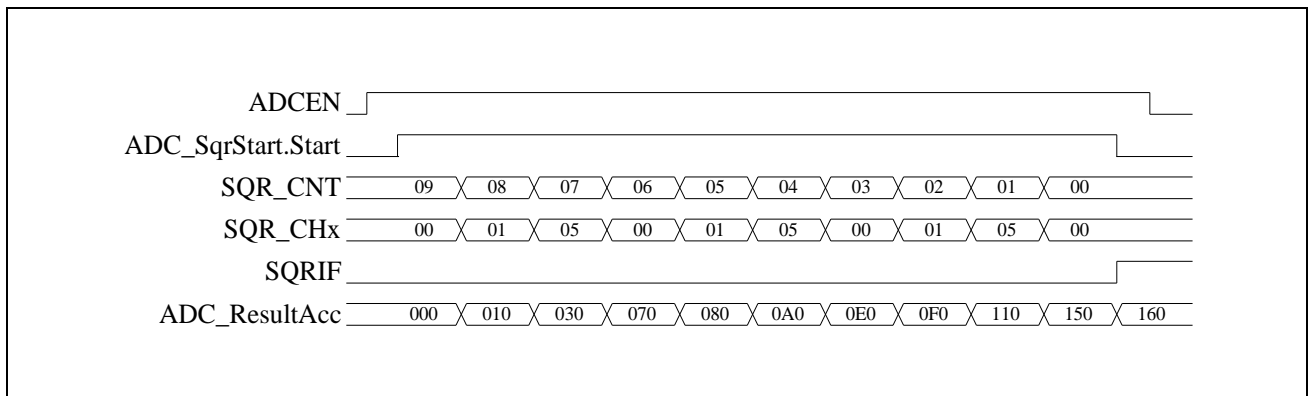 ADCEN
ADC_SqrStart.Start
SQR_CNT 09 08 07 06 05 04 03 02 01 00
SQR_CHx 00 01 05 00 01 05 00 01 05 00
SQRIF
ADC_ResultAcc 000 010 030 070 080 0A0 0E0 0F0 110 150 160